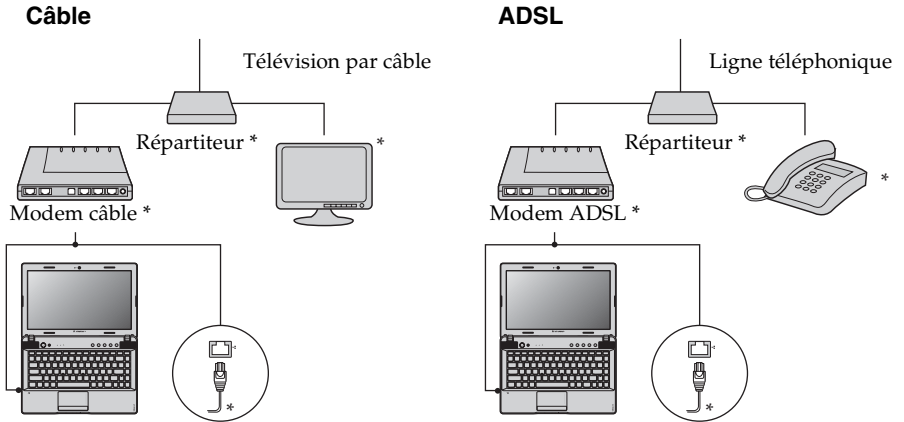 Câble
Télévision par câble
Répartiteur *
*
Modem câble *
*
ADSL
Ligne téléphonique
Répartiteur *
*
Modem ADSL *
*